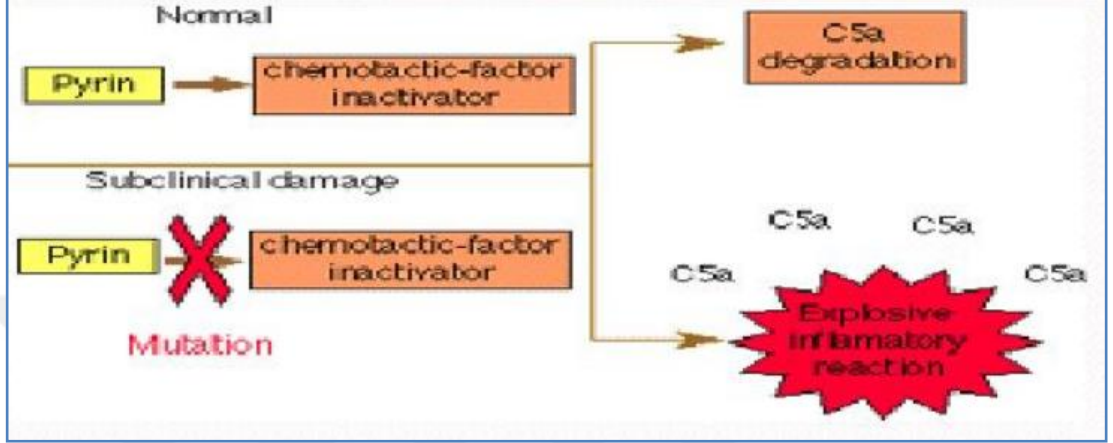 Normal
Pyrin
chemotactic-factor
inactivator
C5a
degradation
Subclinical damage
Pyrin
chemotactic-factor
inactivator
Mutation
C5a
C5a
C5a
C5a
Explosive
inflamatory
reaction